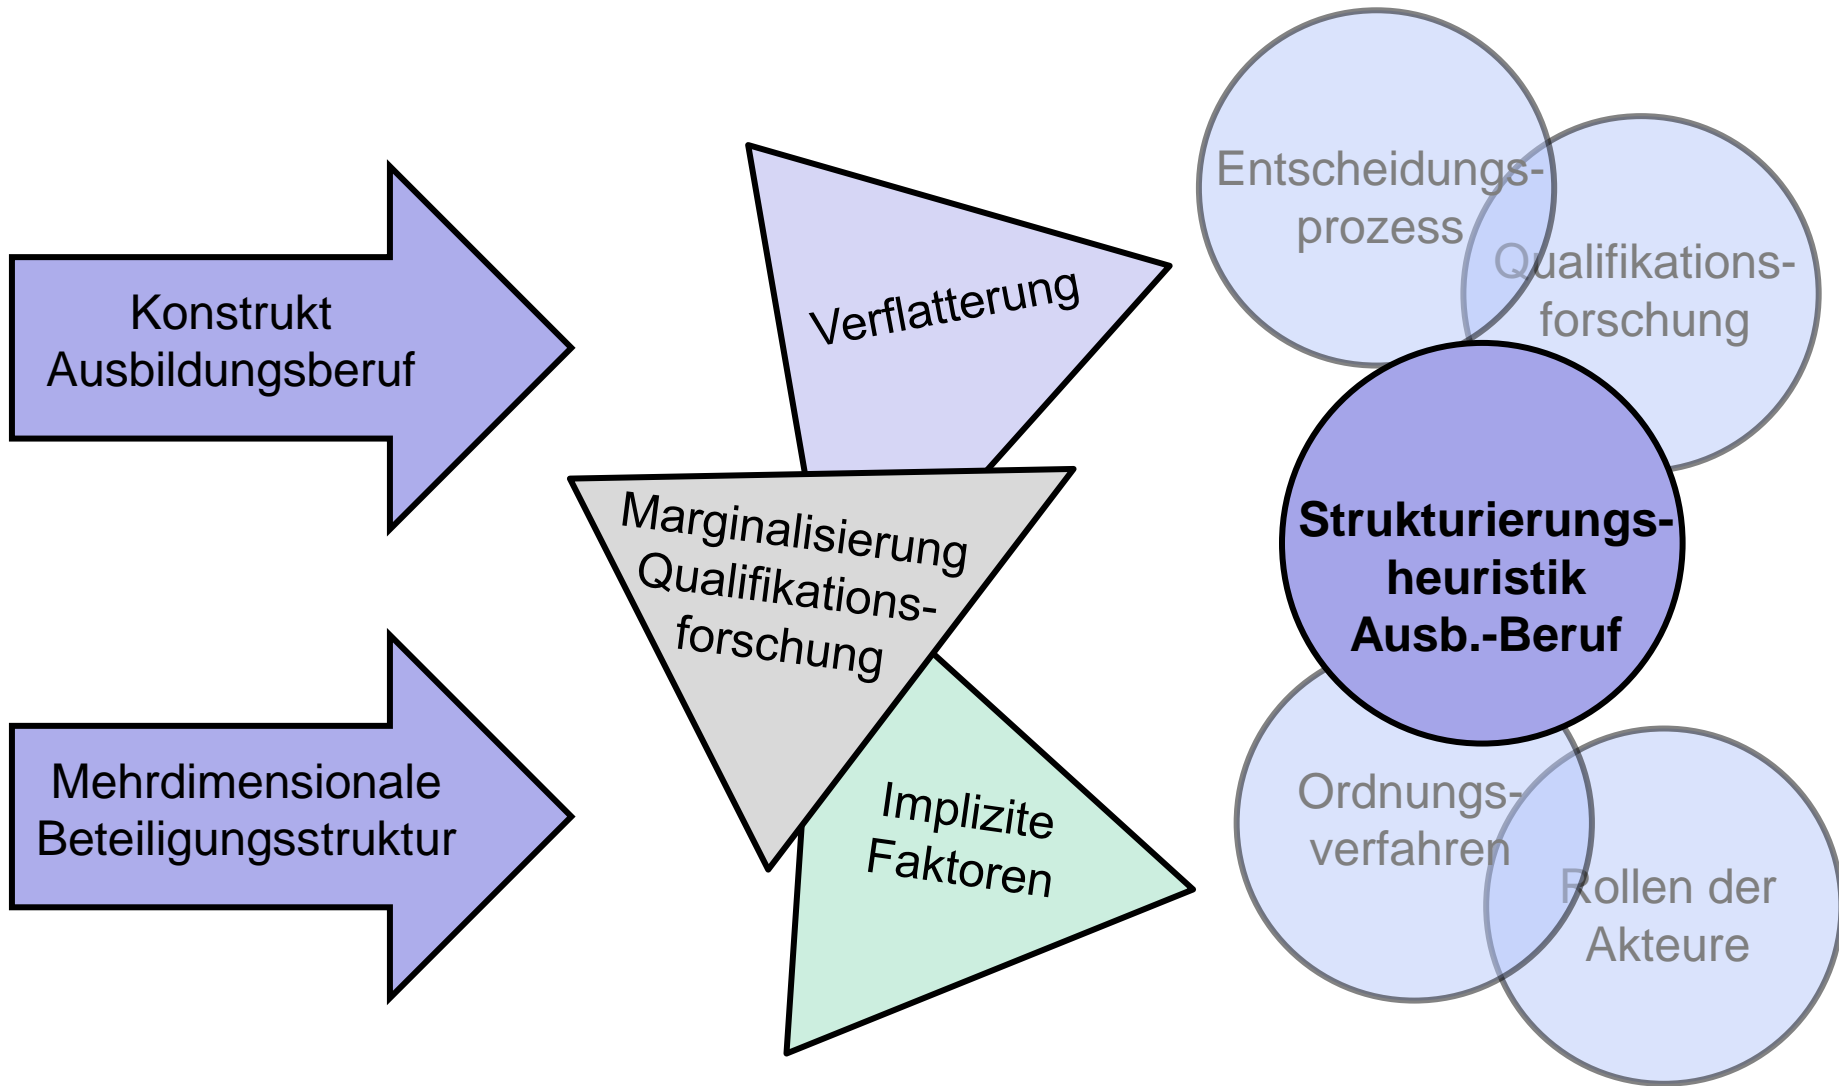 Konstrukt
Ausbildungsberuf
Mehrdimensionale
Beteiligungsstruktur
Verflatterung
Marginalisierung
Qualifikations-
forschung
Implizite
Faktoren
Entscheidungs-
prozess
Qualifikations-
forschung
Strukturierungs-
heuristik
Ausb.-Beruf
Ordnungs-
verfahren
Rollen der
Akteure